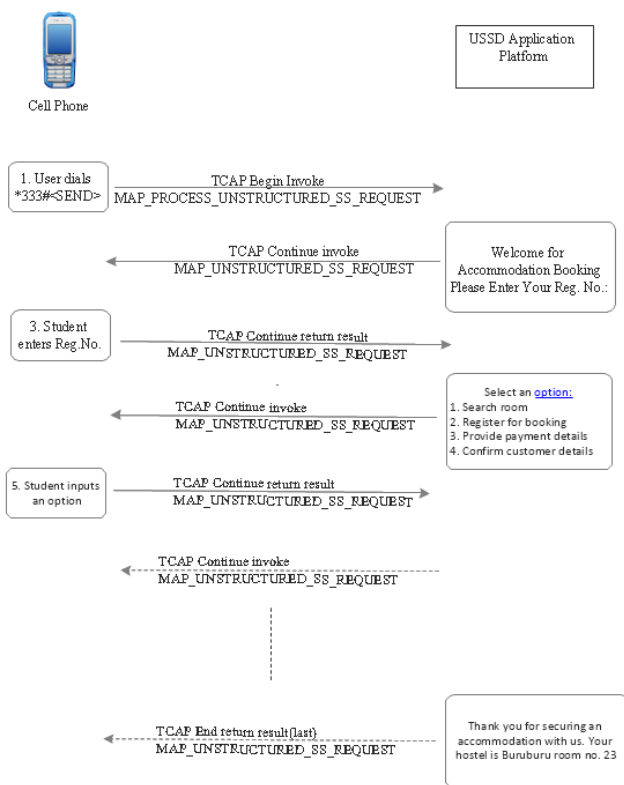 USSD Application
Platform
Cell Phone
1. User dials
*333#<SEND>
TCAP Begin Invoke
MAP_PROCESS_UNSTRUCTURED_SS_REQUEST
TCAP Continue invoke
MAP_UNSTRUCTURED_SS_REQUEST
Welcome for
Accommodation Booking
Please Enter Your Reg. No.:
3. Student
enters Reg.No.
TCAP Continue return result
MAP_UNSTRUCTURED_SS_REQUEST
TCAP Continue invoke
MAP_UNSTRUCTURED_SS_REQUEST
Select an option:
1. Search room
2. Register for booking
3. Provide payment details
4. Confirm customer details
5. Student inputs
an option
TCAP Continue return result
MAP_UNSTRUCTURED_SS_REQUEST
TCAP Continue invoke
MAP_UNSTRUCTURED_SS_REQUEST
TCAP End return result(last)
MAP_UNSTRUCTURED_SS_REQUEST
Thank you for securing an
accommodation with us. Your
hostel is Buruburu room no. 23